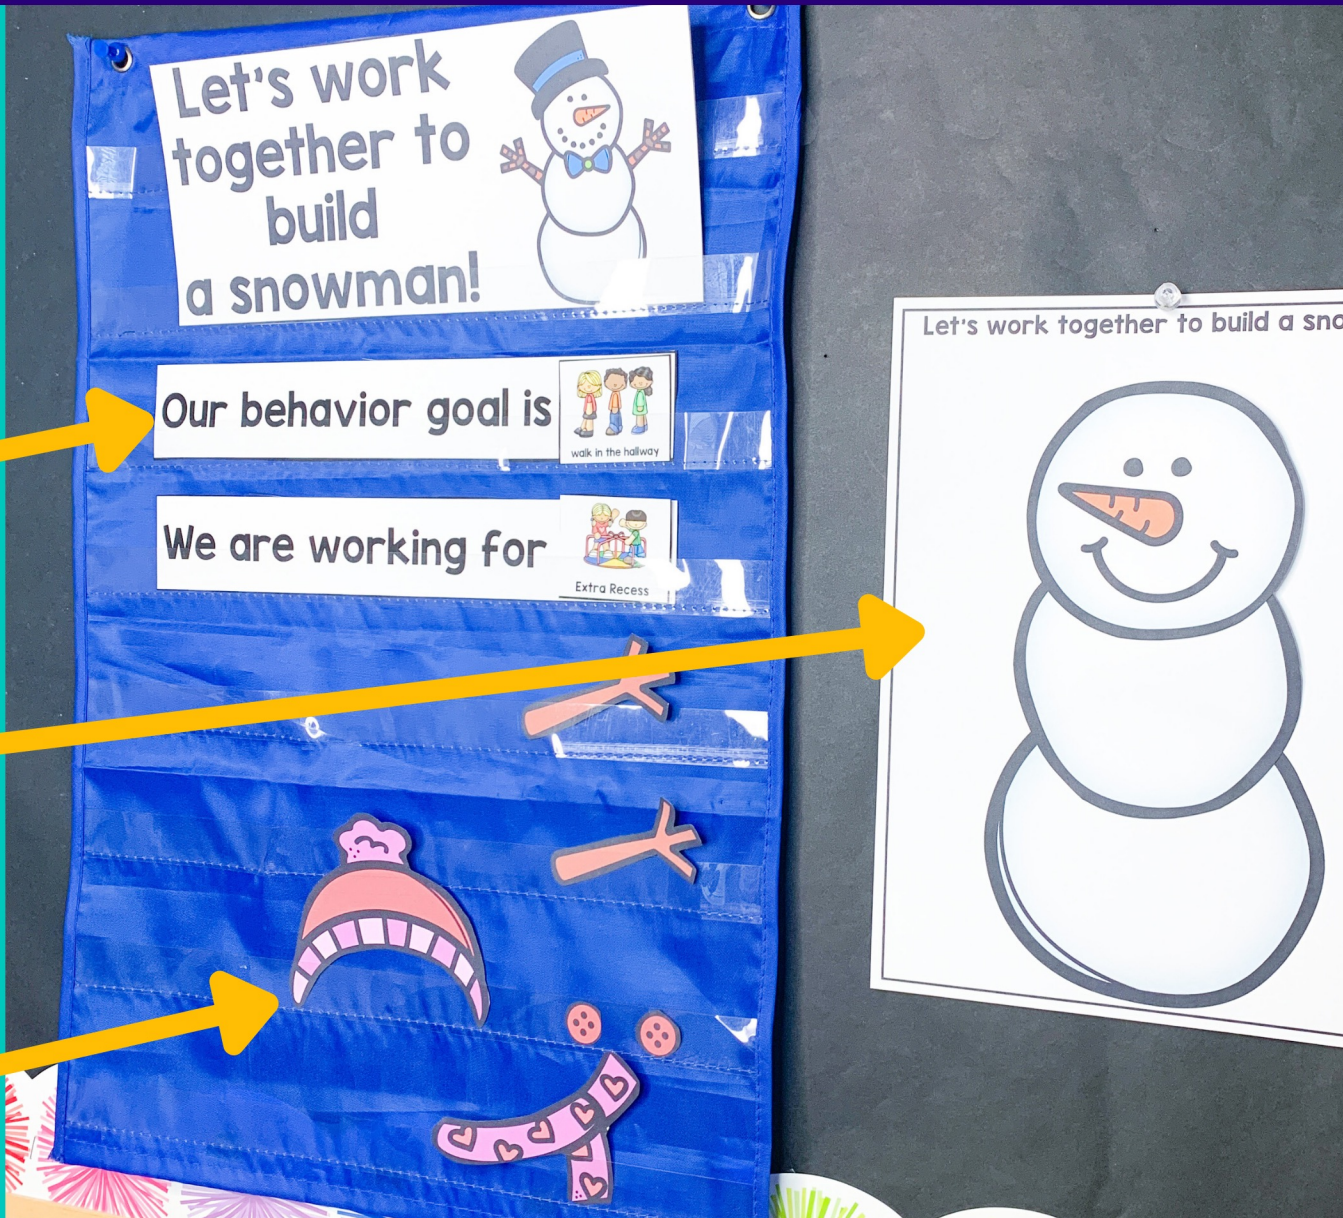 Let's work
together to
build
a snowman!
Our behavior goal is
walk in the hallway
We are working for
Extra Recess
Let's work together to build a